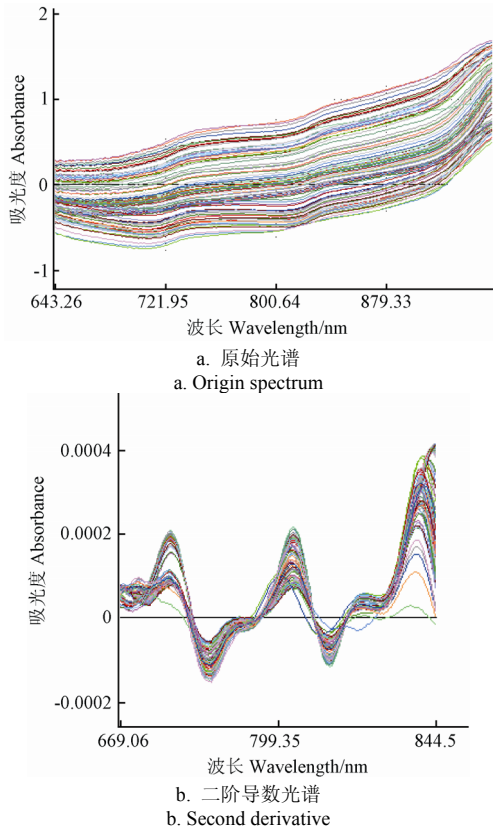 2
1
0
-1
吸光度 Absorbance
643.26 721.95 800.64 879.33
波长 Wavelength/nm
a. 原始光谱
a. Origin spectrum
0.0004
0.0002
0
-0.0002
吸光度 Absorbance
669.06 799.35 844.5
波长 Wavelength/nm
b. 二阶导数光谱
b. Second derivative